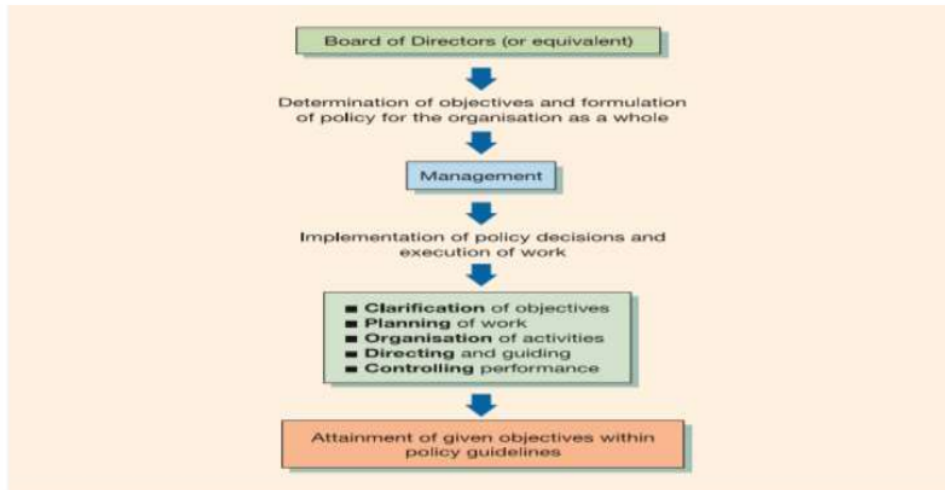 Board of Directors (or equivalent)
Determination of objectives and formulation
of policy for the organisation as a whole
Management
Implementation of policy decisions and
execution of work
■ Clarification of objectives
■ Planning of work
■ Organisation of activities
■ Directing and guiding
■ Controlling performance
Attainment of given objectives within
policy guidelines